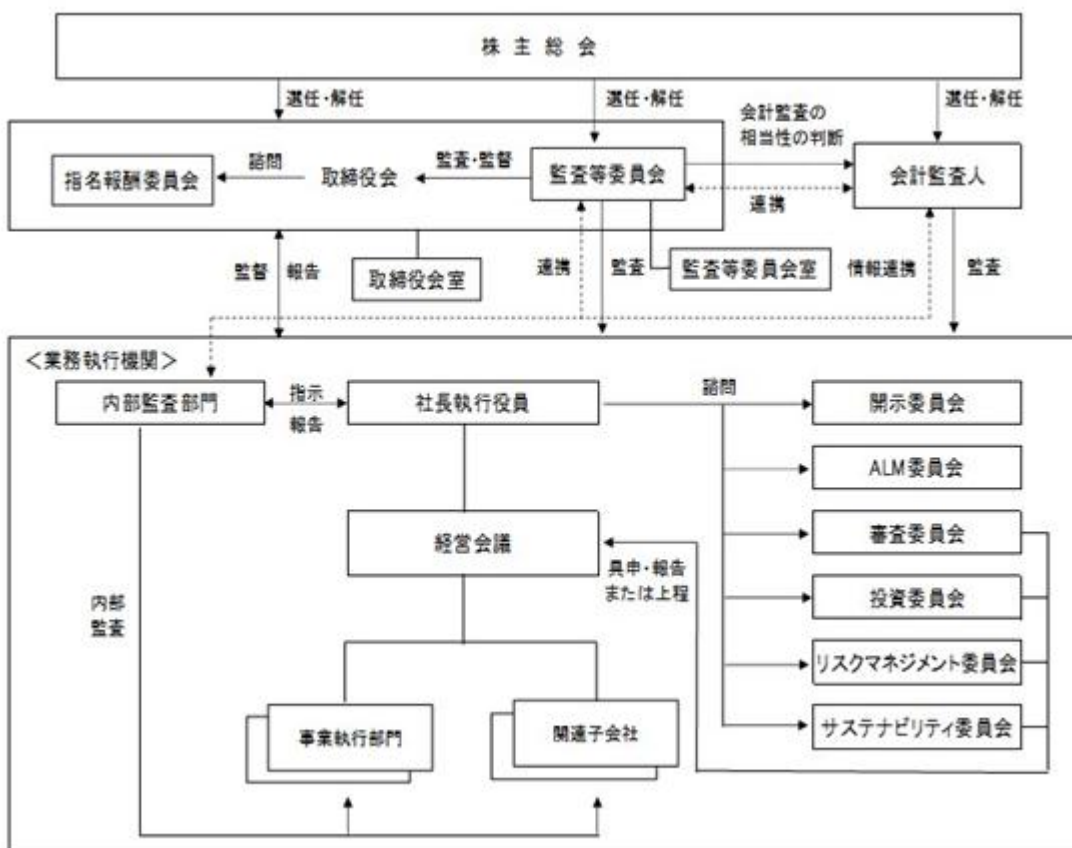 株主総会
選任・解任
選任・解任
選任・解任
会計監査の
相当性の判断
指名報酬委員会
諮問
取締役会
監査・監督
監査等委員会
連携
会計監査人
監督
報告
取締役会室
連携
監査
監査等委員会室
情報連携
監査
＜業務執行機関＞
内部監査部門
指示
報告
社長執行役員
諮問
開示委員会
ALM委員会
審査委員会
経営会議
具申・報告
または上程
投資委員会
内部
監査
リスクマネジメント委員会
サステナビリティ委員会
事業執行部門
関連子会社